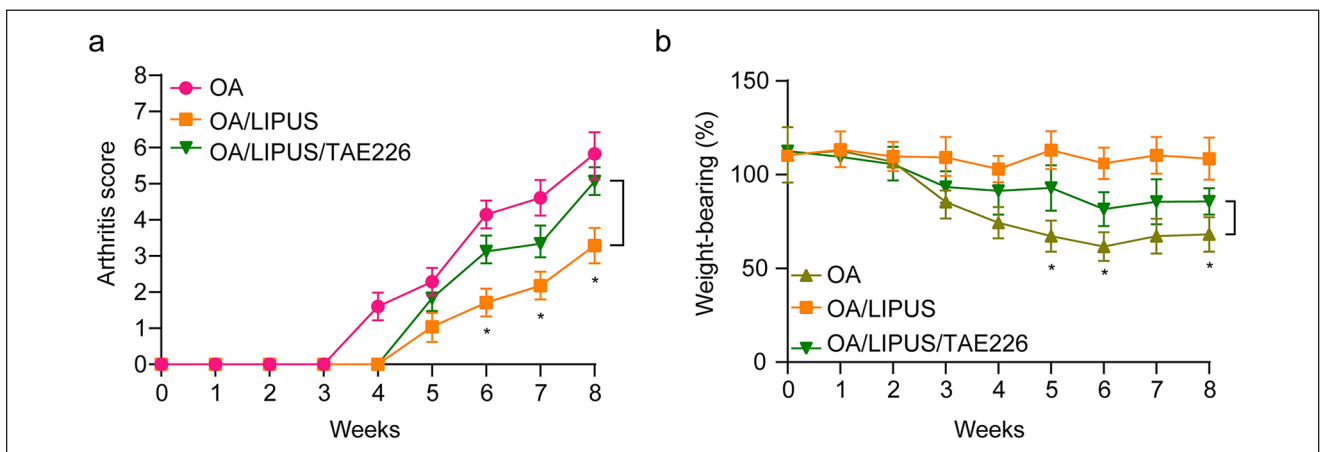 a
8
7
6
5
4
3
2
1
0
Arthritis score
OA
OA/LIPUS
OA/LIPUS/TAE226
* * *
0 1 2 3 4 5 6 7 8
Weeks
b
150
100
50
0
Weight-bearing (%)
* * *
OA
OA/LIPUS
OA/LIPUS/TAE226
0 1 2 3 4 5 6 7 8
Weeks